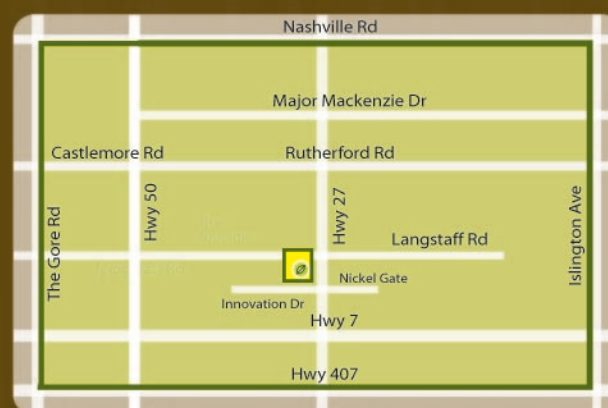 Nashville Rd
Major Mackenzie Dr
Castlemore Rd
Rutherford Rd
Hwy 50
Hwy 27
The Gore Rd
Islington Ave
Langstaff Rd
Nickel Gate
Innovation Dr
Hwy 7
Hwy 407